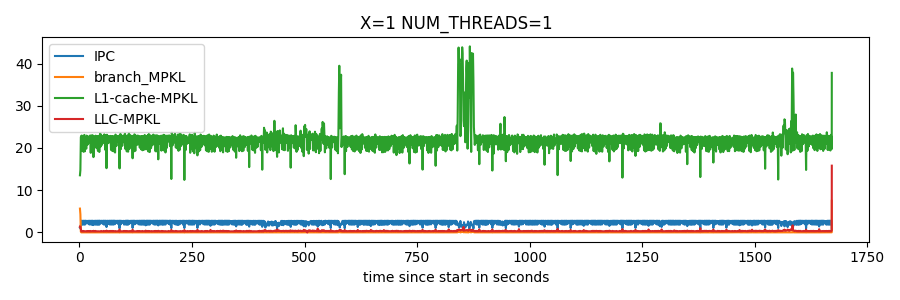 X=1 NUM_THREADS=1
IPC
branch_MPKL
L1-cache-MPKL
LLC-MPKL
40
30
20
10
0
0 250 500 750 1000 1250 1500 1750
time since start in seconds